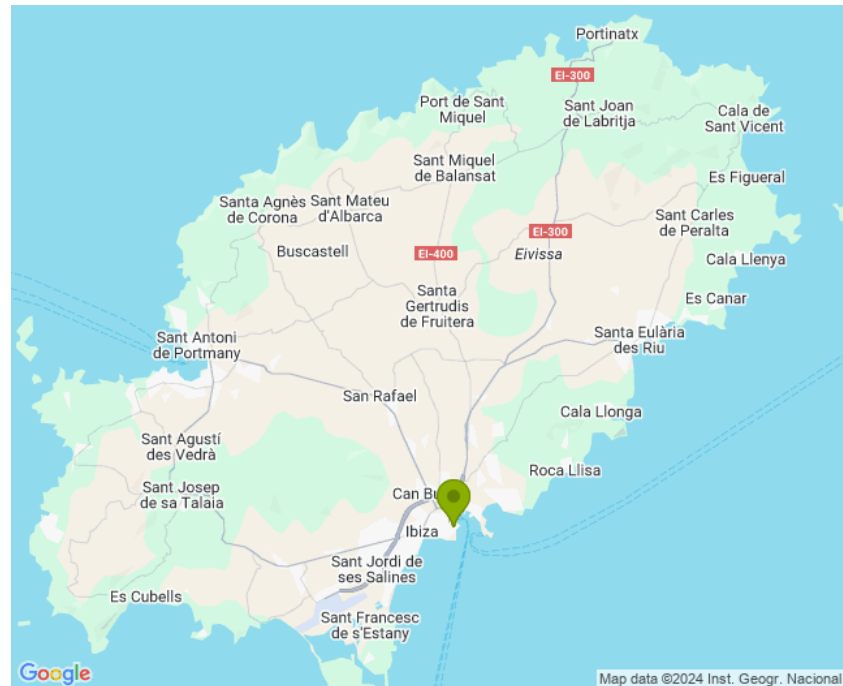 Portinatx
EI-300
Port de Sant
Miquel
Sant Joan
de Labritja
Cala de
Sant Vicent
Sant Miquel
de Balansat
Es Figueral
Santa Agnès
de Corona
Sant Mateu
d'Albarca
Sant Carles
de Peralta
EI-300
Buscastell
EI-400
Eivissa
Cala Llenya
Santa
Gertrudis
de Fruitera
Es Canar
Sant Antoni
de Portmany
Santa Eulària
des Riu
San Rafael
Cala Llonga
Sant Agustí
des Vedrà
Roca Llisa
Sant Josep
de sa Talaia
Can Bu
Ibiza
Sant Jordi de
ses Salines
Es Cubells
Sant Francesc
de s'Estany
Google
Map data ©2024 Inst. Geogr. Nacional